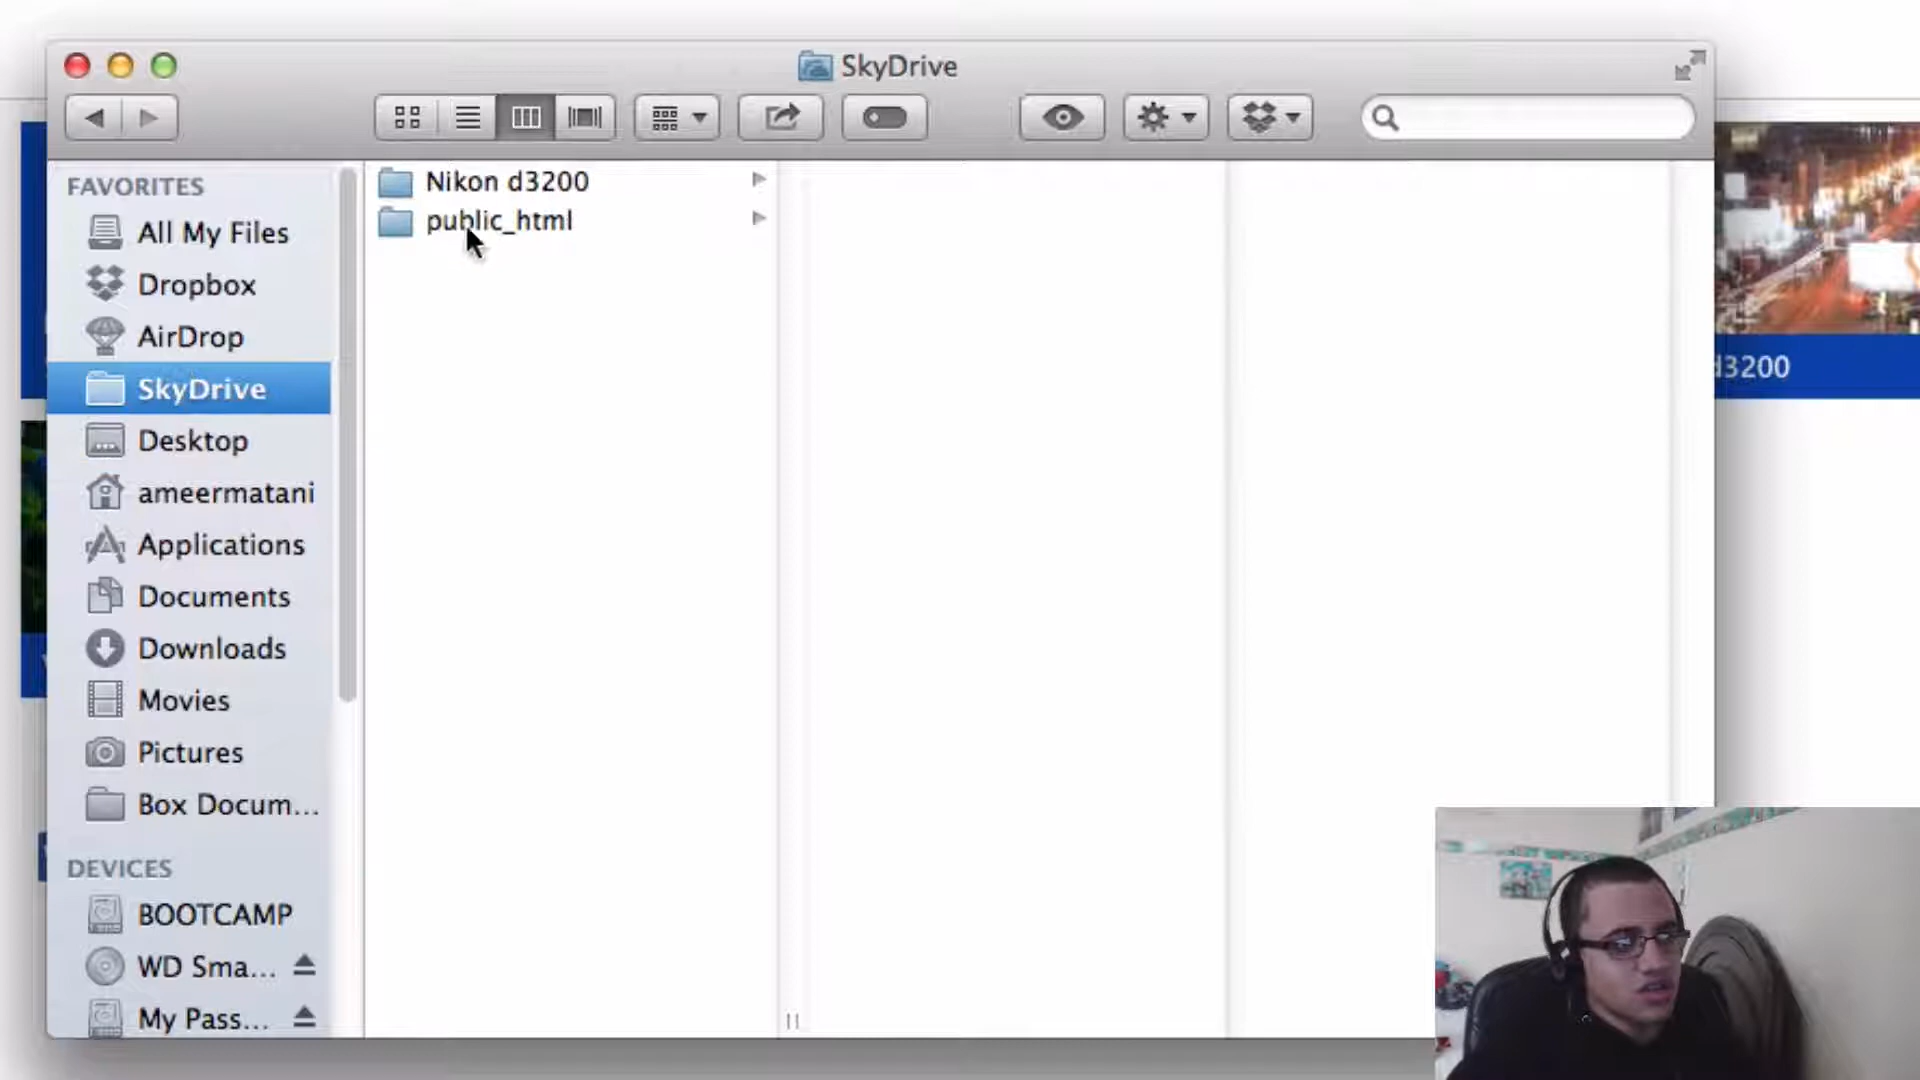 SkyDrive
FAVORITES
All My Files
Dropbox
AirDrop
SkyDrive
Desktop
ameermatani
Applications
Documents
Downloads
Movies
Pictures
Box Docum...
DEVICES
BOOTCAMP
WD Sma...
My Pass...
Nikon d3200
public_html
d3200